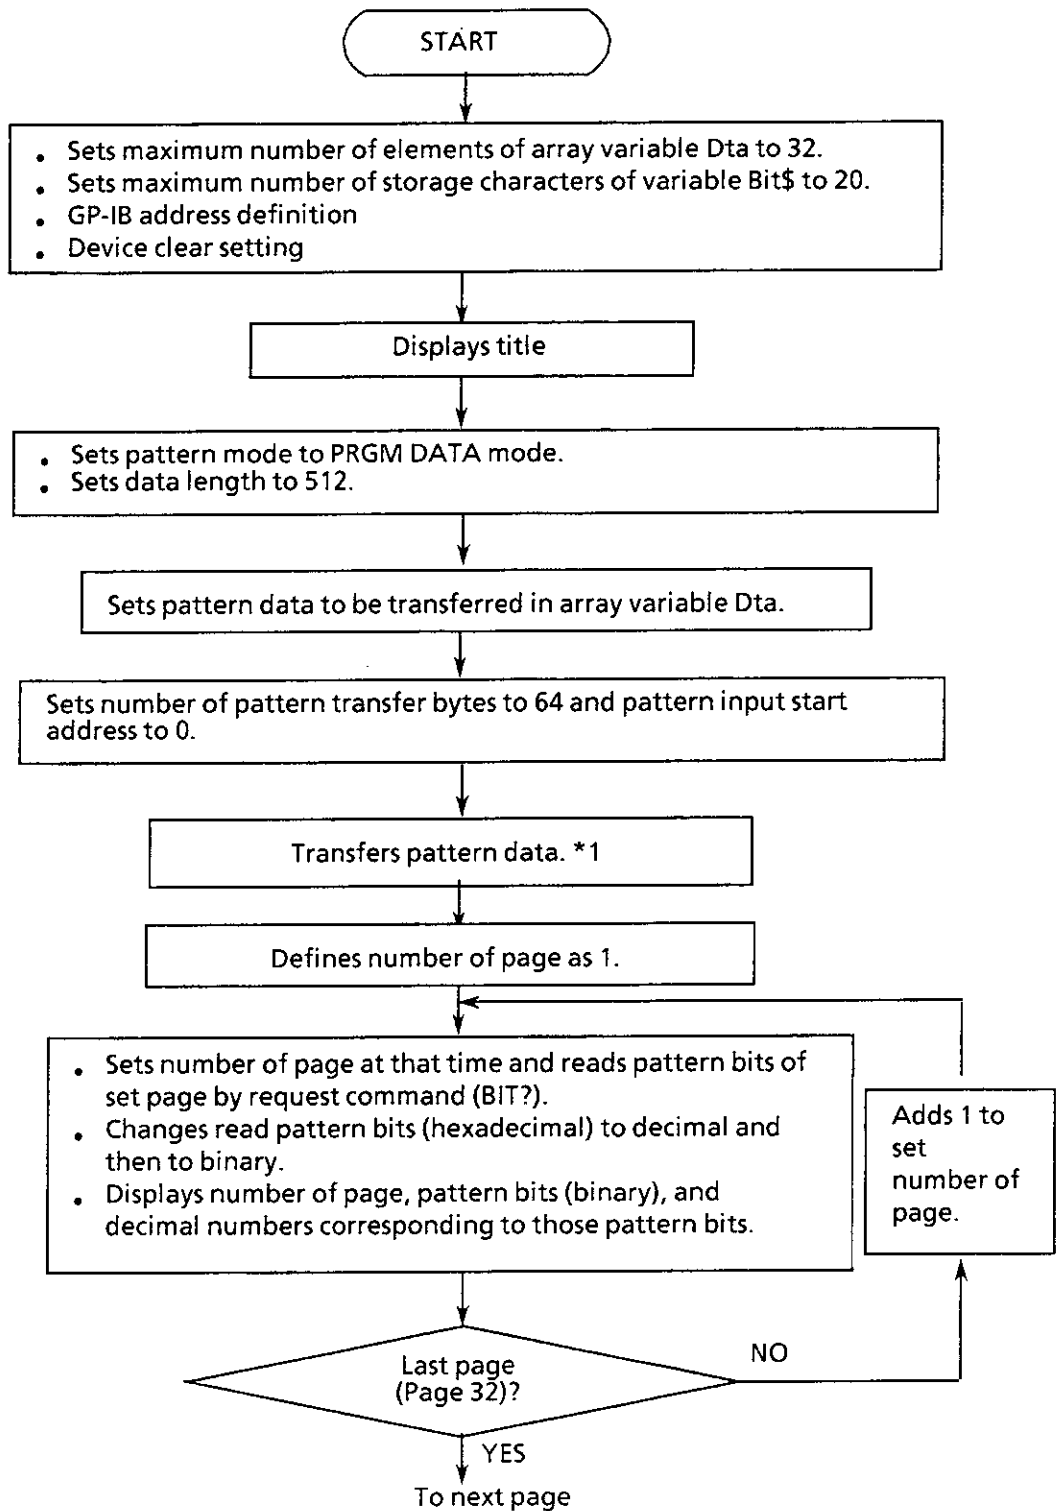 START
• Sets maximum number of elements of array variable Dta to 32.
• Sets maximum number of storage characters of variable Bit$ to 20.
• GP-IB address definition
• Device clear setting
Displays title
• Sets pattern mode to PRGM DATA mode.
• Sets data length to 512.
Sets pattern data to be transferred in array variable Dta.
Sets number of pattern transfer bytes to 64 and pattern input start
address to 0.
Transfers pattern data. *1
Defines number of page as 1.
• Sets number of page at that time and reads pattern bits of
set page by request command (BIT?).
• Changes read pattern bits (hexadecimal) to decimal and
then to binary.
• Displays number of page, pattern bits (binary), and
decimal numbers corresponding to those pattern bits.
Adds 1 to
set
number of
page.
Last page
(Page 32)?
NO
YES
To next page